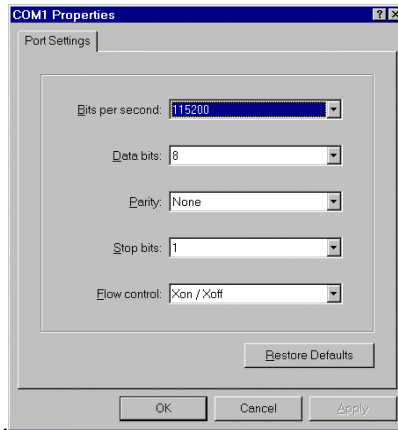 COM1 Properties
Port Settings
Bits per second: 115200
Data bits: 8
Parity: None
Stop bits: 1
Flow control: Xon / Xoff
Restore Defaults
OK Cancel Apply